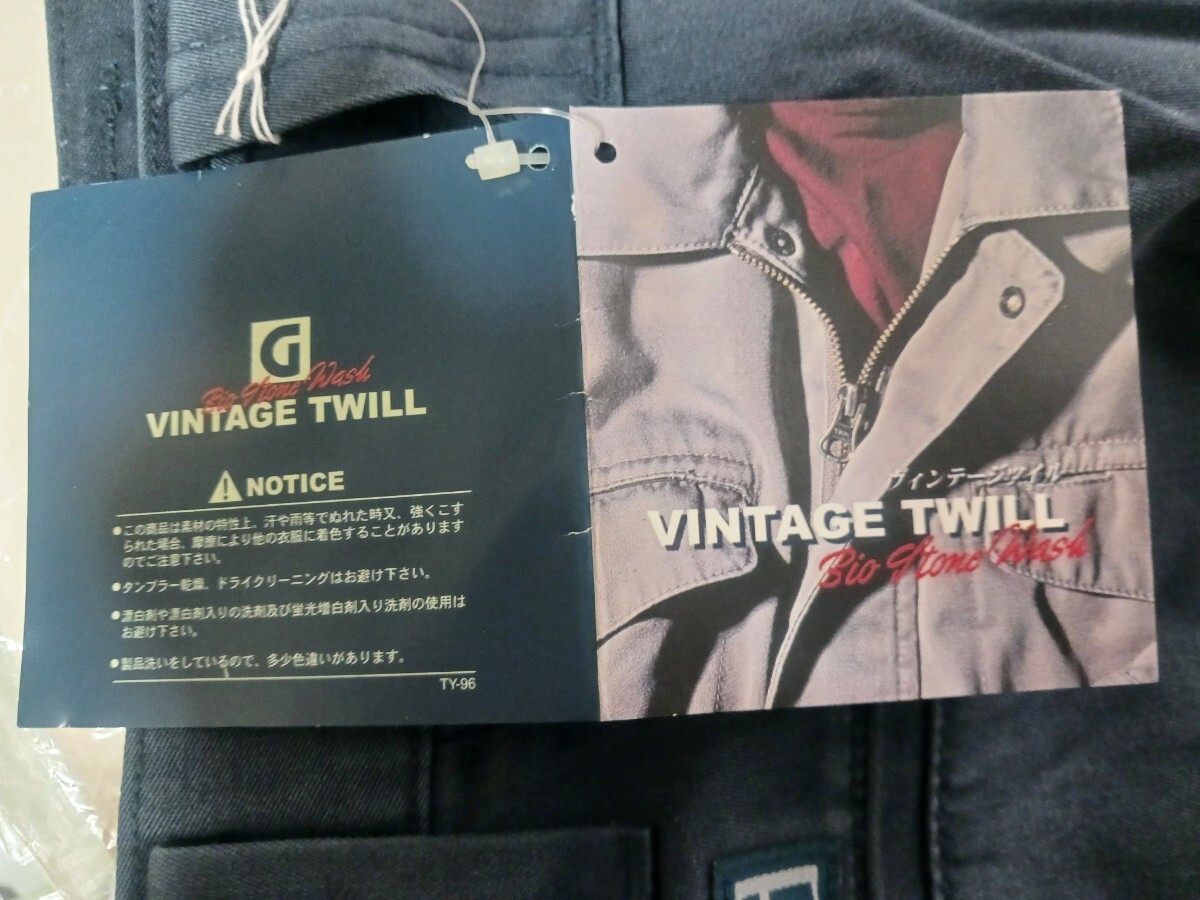 G
Bio Stone Wash
VINTAGE TWILL
NOTICE
●この商品は素材の特性上、汗や雨等でぬれた時又、強くこす
られた場合、摩擦により他の衣服に着色することがあります
のでご注意下さい。
●タンブラー乾燥、ドライクリーニングはお避け下さい。
●漂白剤や漂白剤入りの洗剤及び蛍光増白剤入り洗剤の使用は
お避け下さい。
●製品洗いをしているので、多少色違いがあります。
TY-96
ヴィンテージツイル
VINTAGE TWILL
Bio Stone Wash